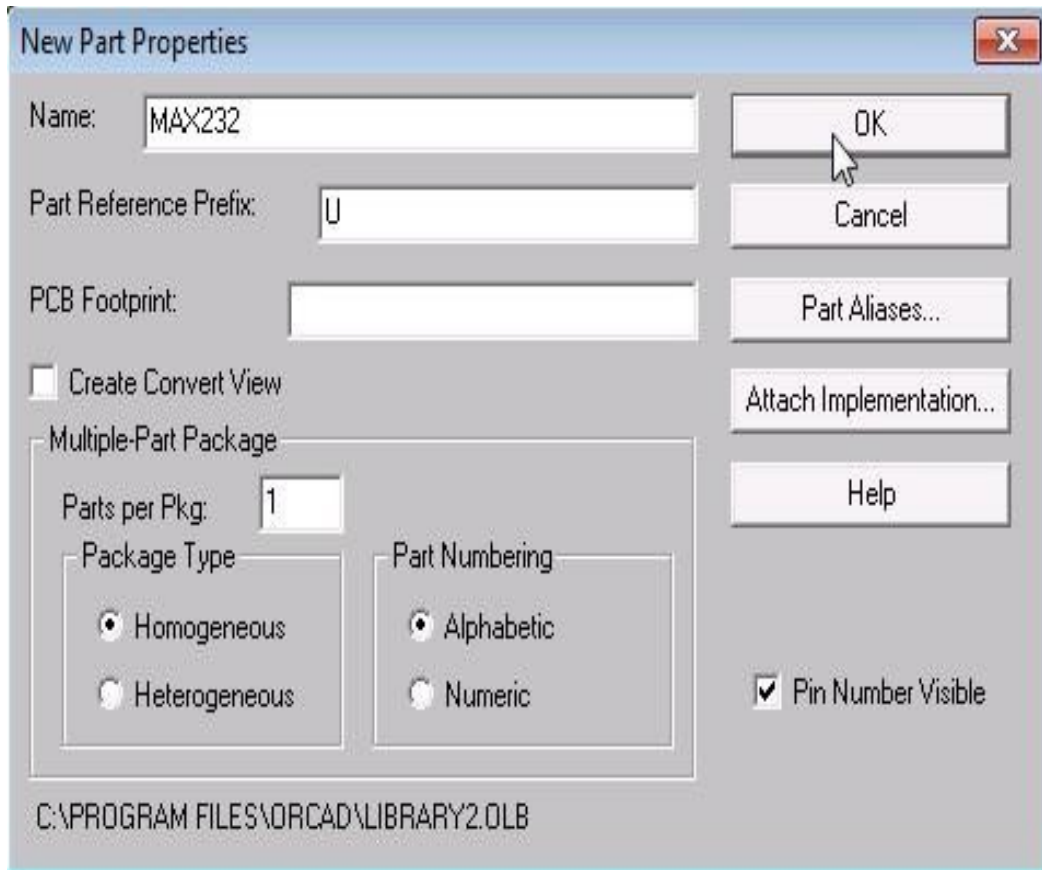 New Part Properties
Name: MAX232
OK
Part Reference Prefix: U
Cancel
PCB Footprint:
Part Aliases...
Create Convert View
Attach Implementation...
Multiple-Part Package
Parts per Pkg: 1
Help
Package Type
Part Numbering
Homogeneous
Alphabetic
Heterogeneous
Numeric
Pin Number Visible
C:\PROGRAM FILES\ORCAD\LIBRARY2.OLB